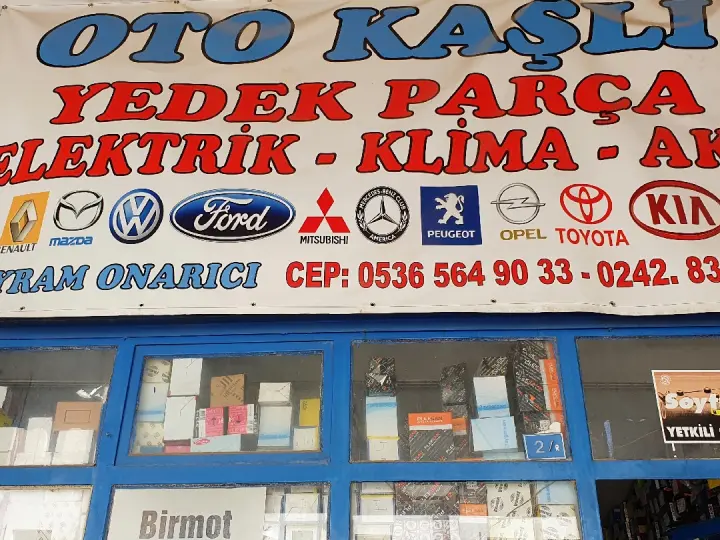 OTO KAŞLI
YEDEK PARÇA
ELEKTRİK - KLİMA - AK
RENAULT mazda Ford MITSUBISHI MERCEDES-BENZ CLUB AMERICA PEUGEOT OPEL TOYOTA KIA
YRAM ONARICI CEP: 0536 564 90 33 - 0242. 83
Soyt
YETKİLİ
2/
Birmot